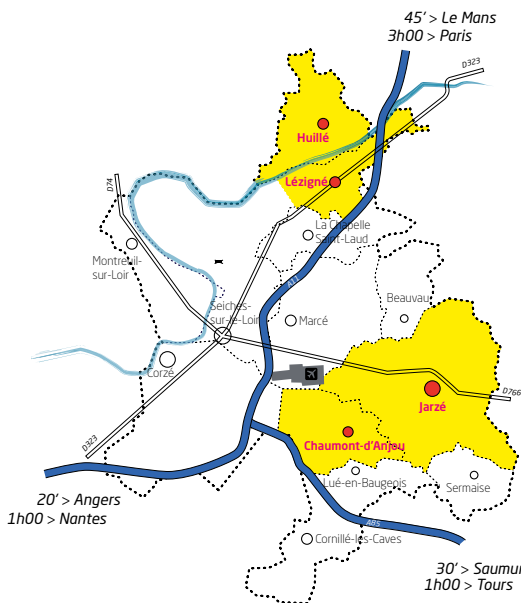 45' > Le Mans
3h00 > Paris
D323
Huillé
D74
Lézigné
La Chapelle
Saint-Laud
Montreuil
-sur-Loir
A11
Beauvau
Seiches-
sur-le-Loir
Marcé
Corzé
D766
Jarzé
D323
Chaumont-d'Anjou
Lué-en-Baugeois
Sermaise
20' > Angers
1h00 > Nantes
A85
Cornillé-les-Caves
30' > Saumur
1h00 > Tours